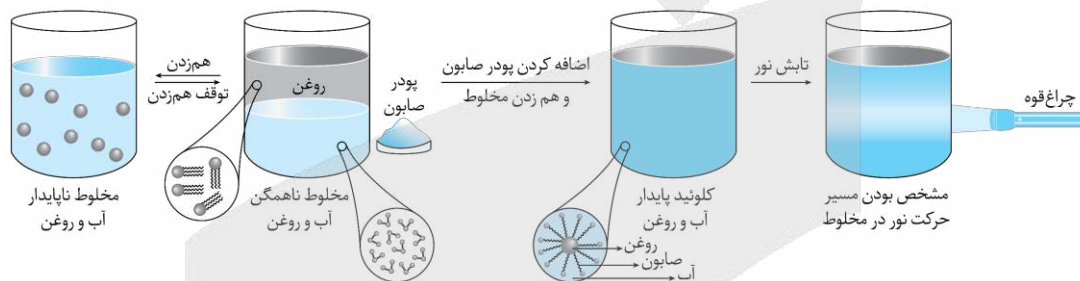 هم‌زدن
توقف هم‌زدن
مخلوط ناپایدار
آب و روغن
روغن
پودر
صابون
مخلوط ناهمگن
آب و روغن
اضافه کردن پودر صابون
و هم زدن مخلوط
کلوئید پایدار
آب و روغن
روغن
صابون
آب
تابش نور
چراغ‌قوه
مشخص بودن مسیر
حرکت نور در مخلوط